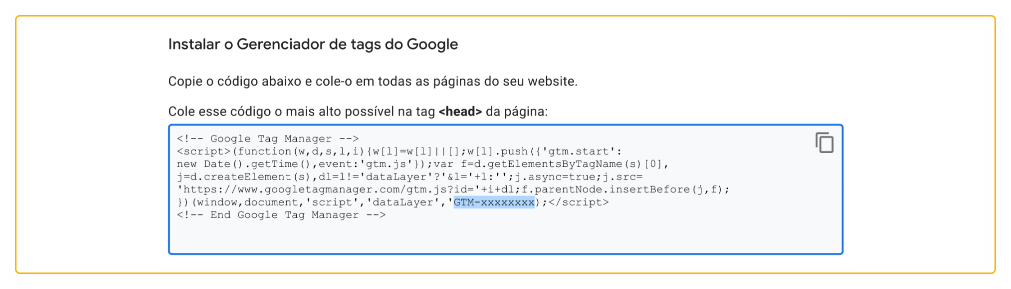 Instalar o Gerenciador de tags do Google
Copie o código abaixo e cole-o em todas as páginas do seu website.
Cole esse código o mais alto possível na tag <head> da página:
<!-- Google Tag Manager -->
<script>(function(w,d,s,l,i){w[l]=w[l]||[];w[l].push({'gtm.start':
new Date().getTime(),event:'gtm.js'});var f=d.getElementsByTagName(s)[0],
j=d.createElement(s),dl=l!='dataLayer'?'&l='+l:'';j.async=true;j.src=
'https://www.googletagmanager.com/gtm.js?id='+i+dl;f.parentNode.insertBefore(j,f);
})(window,document,'script','dataLayer','GTM-xxxxxxxx);</script>
<!-- End Google Tag Manager -->